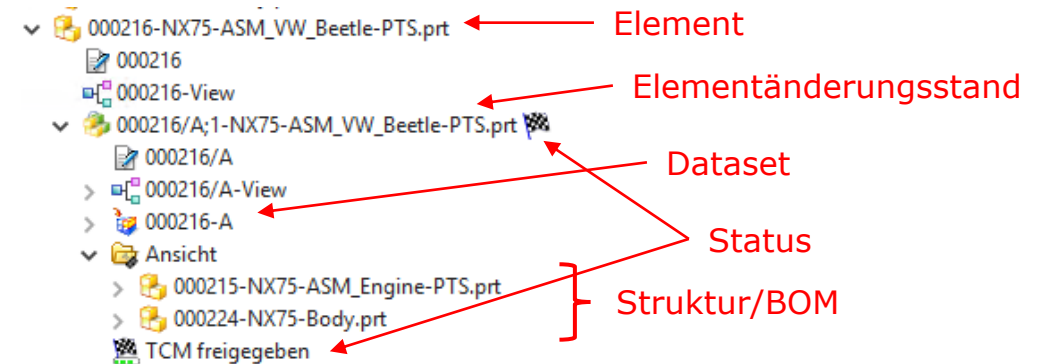 000216-NX75-ASM_VW_Beetle-PTS.prt Element
000216
000216-View Elementänderungsstand
000216/A;1-NX75-ASM_VW_Beetle-PTS.prt
000216/A
000216/A-View Dataset
000216-A
Ansicht Status
000215-NX75-ASM_Engine-PTS.prt
000224-NX75-Body.prt Struktur/BOM
TCM freigegeben